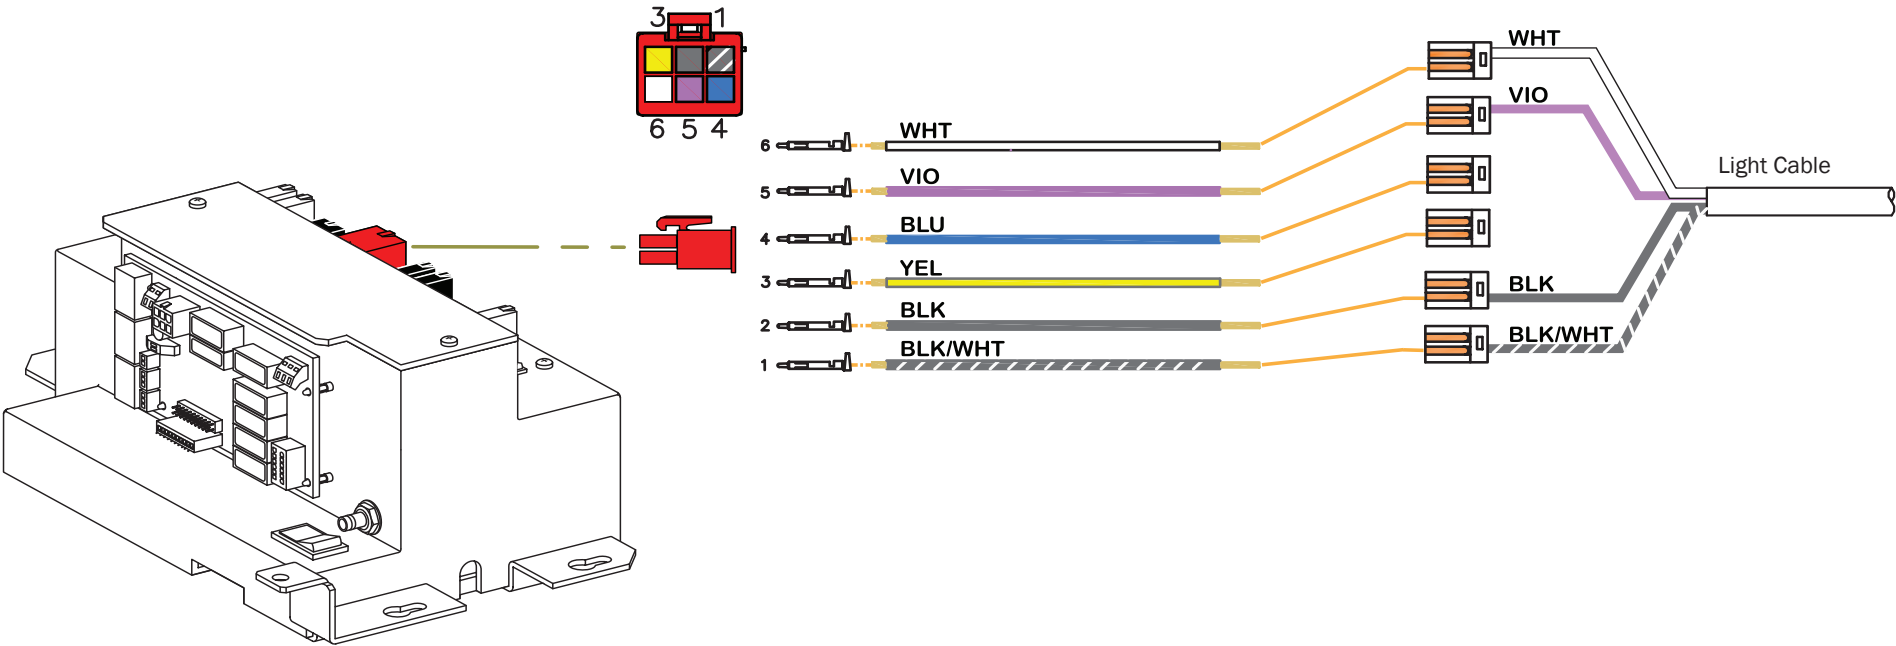 3 1
6 5 4
WHT
VIO
Light Cable
BLK
BLK/WHT
6 WHT
5 VIO
4 BLU
3 YEL
2 BLK
1 BLK/WHT